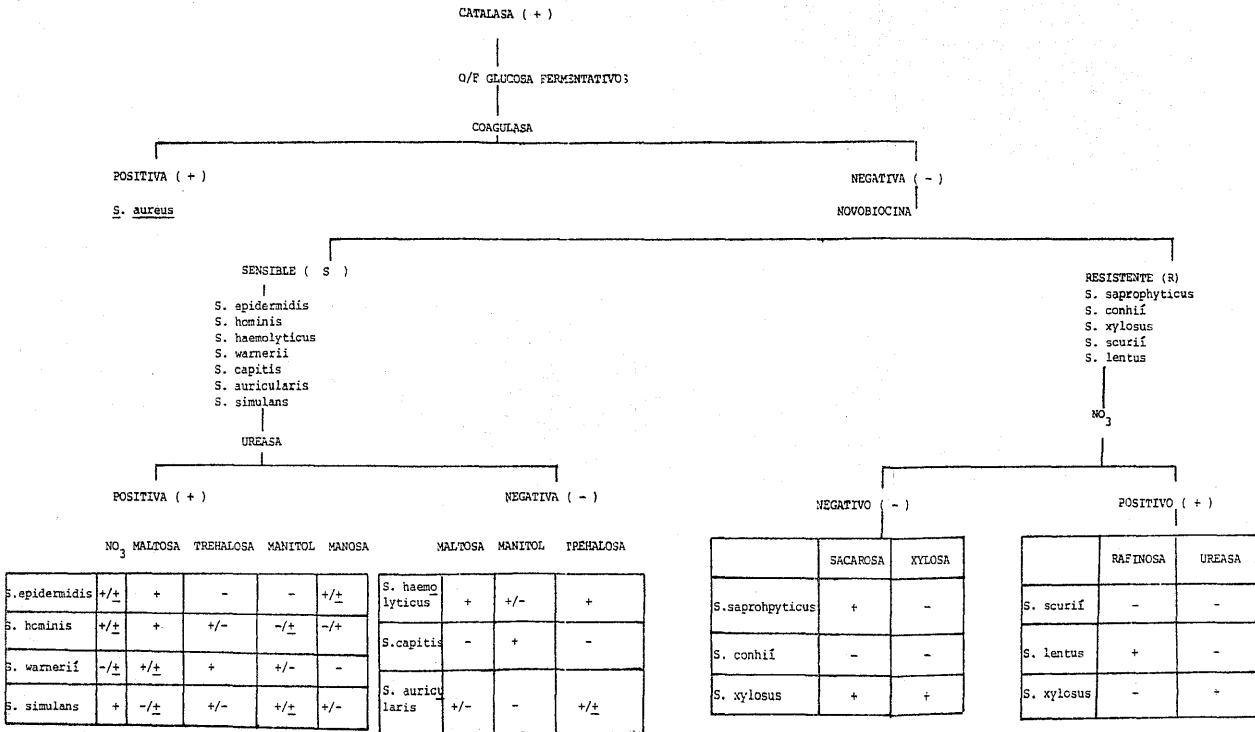 CATALASA ( + )
O/F GLUCOSA FERMENTATIVOS
COAGULASA
POSITIVA ( + )
S. aureus
NEGATIVA ( - )
NOVOBIOCINA
SENSIBLE ( S )
S. epidermidis
S. hominis
S. haemolyticus
S. warnerii
S. capitis
S. auricularis
S. simulans
UREASA
RESISTENTE (R)
S. saprophyticus
S. conhií
S. xylosus
S. scurií
S. lentus
NO3
POSITIVA ( + )
NO3 MALTOSA TREHALOSA MANITOL MANOSA
S.epidermidis +/± + - - +/±
S. hominis +/± + +/- -/± -/+
S. warnerií -/± +/± + +/- -
S. simulans + -/± +/- +/± +/-
NEGATIVA ( - )
MALTOSA MANITOL TREHALOSA
S. haemo
lyticus + +/- +
S.capitis - + -
S. auricu
laris +/- - +/±
NEGATIVO ( - )
SACAROSA XYLOSA
S.saprohpyticus + -
S. conhií - -
S. xylosus + +
POSITIVO ( + )
RAFINOSA UREASA
S. scurií - -
S. lentus + -
S. xylosus - +